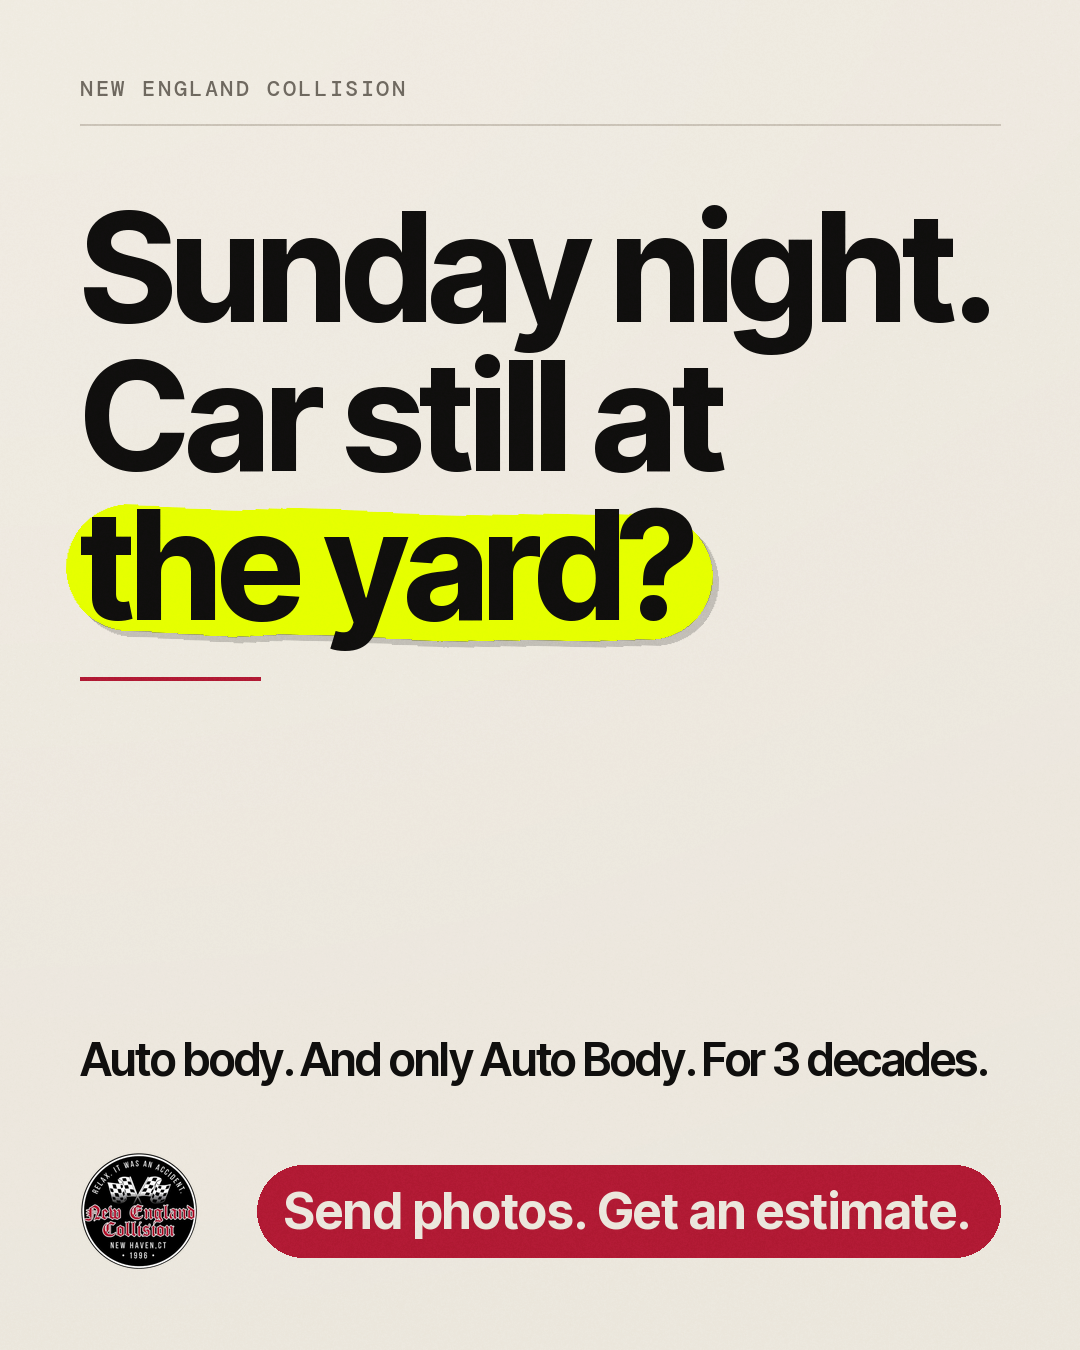 NEW ENGLAND COLLISION
Sunday night.
Car still at
the yard?
Auto body. And only Auto Body. For 3 decades.
RELAX, IT WAS AN ACCIDENT.
New England
Collision
NEW HAVEN, CT
• 1996 •
Send photos. Get an estimate.